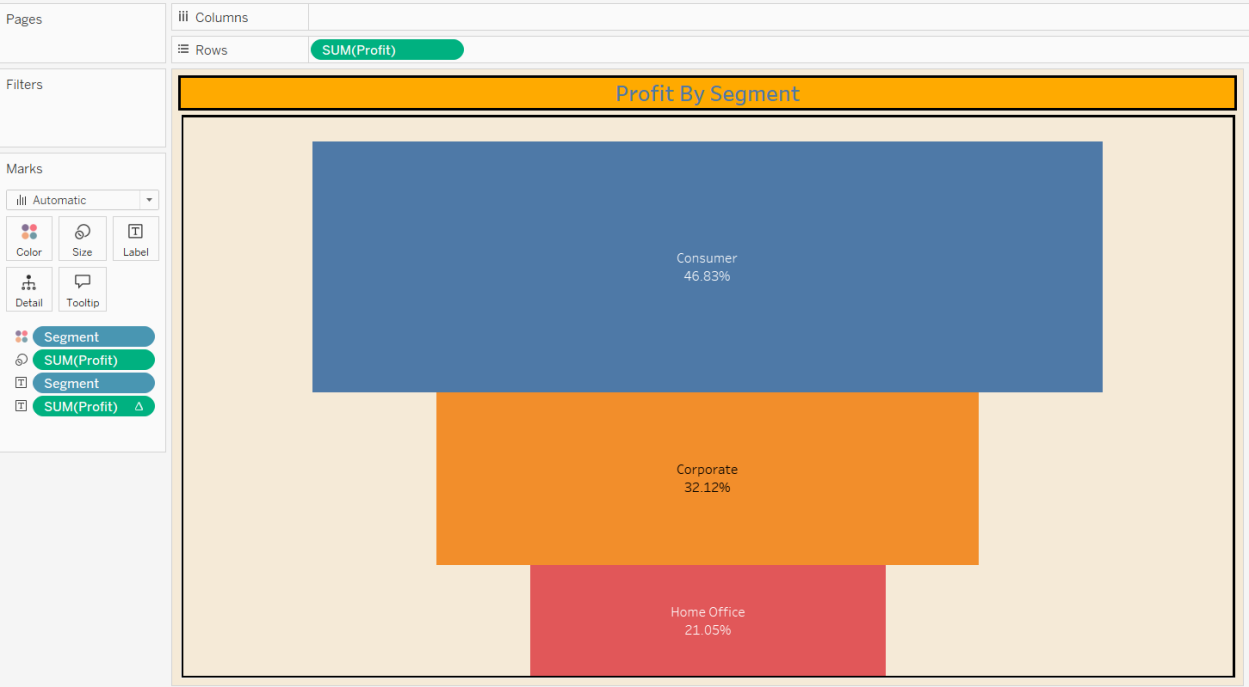 Pages
Columns
Rows
SUM(Profit)
Filters
Marks
Automatic
Color
Size
Label
Detail
Tooltip
Segment
SUM(Profit)
Segment
SUM(Profit) Δ
Profit By Segment
Consumer
46.83%
Corporate
32.12%
Home Office
21.05%